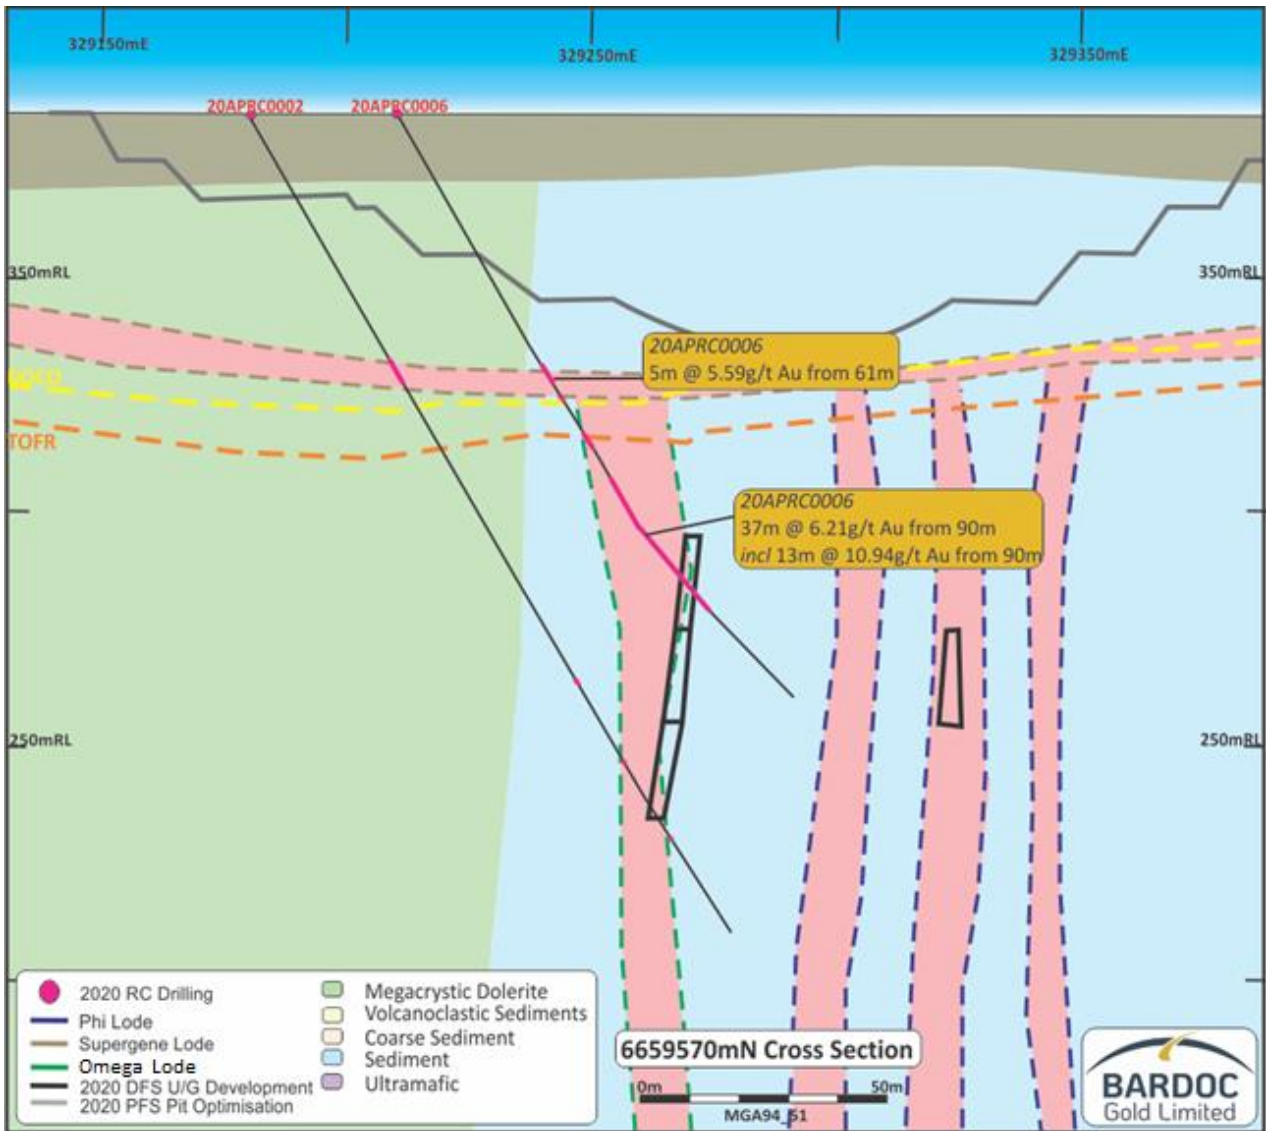 329150mE
329250mE
329350mE
20APRC0002
20APRC0006
350mRL
350mRL
20APRC0006
5m @ 5.59g/t Au from 61m
TOFR
20APRC0006
37m @ 6.21g/t Au from 90m
incl 13m @ 10.94g/t Au from 90m
250mRL
250mRL
2020 RC Drilling
Phi Lode
Supergene Lode
Omega Lode
2020 DFS U/G Development
2020 PFS Pit Optimisation
Megacrystic Dolerite
Volcanoclastic Sediments
Coarse Sediment
Sediment
Ultramafic
6659570mN Cross Section
0m
50m
MGA94_51
BARDOC
Gold Limited